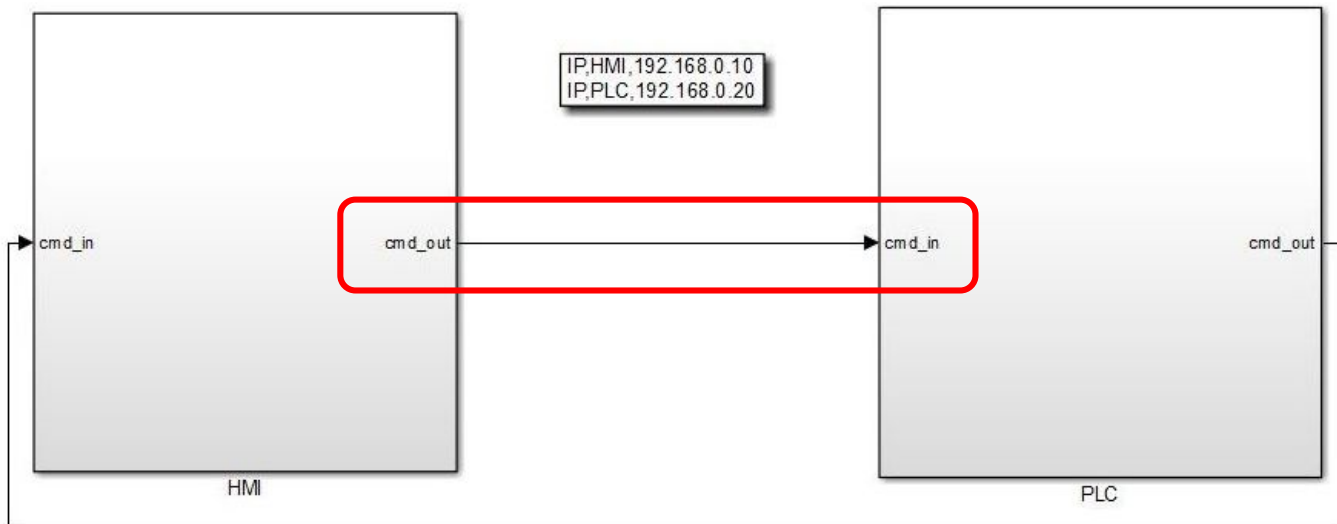 IP,HMI,192.168.0.10
IP,PLC,192.168.0.20
cmd_in
cmd_out
cmd_in
cmd_out
HMI
PLC